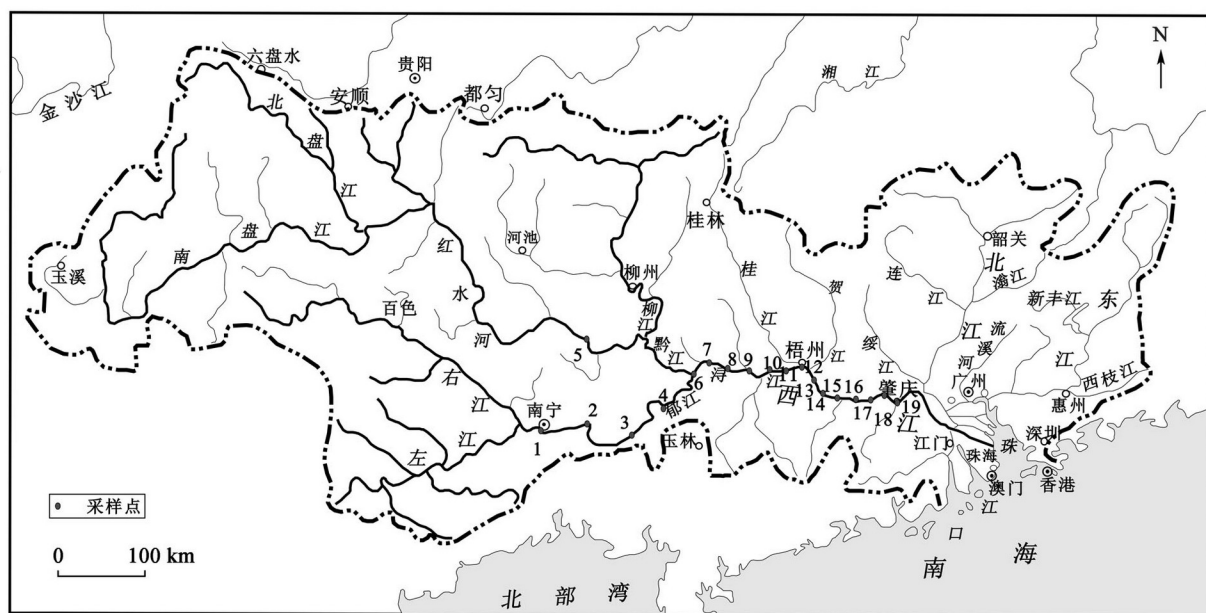 N
六盘水
贵阳
安顺
都匀
金沙江
湘江
北盘江
南盘江
玉溪
红水河
河池
桂林
柳州
柳江
黔江
百色
右江
左江
南宁
郁江
玉林
浔江
桂江
梧州
贺江
西江
绥江
肇庆
连江
韶关
北江
滃江
新丰江
流溪河
东江
西枝江
广州
惠州
江门
深圳
珠海
澳门
香港
珠江口
1
2
3
4
5
6
7
8
9
10
11
12
13
14
15
16
17
18
19
采样点
0 100 km
北部湾
南海